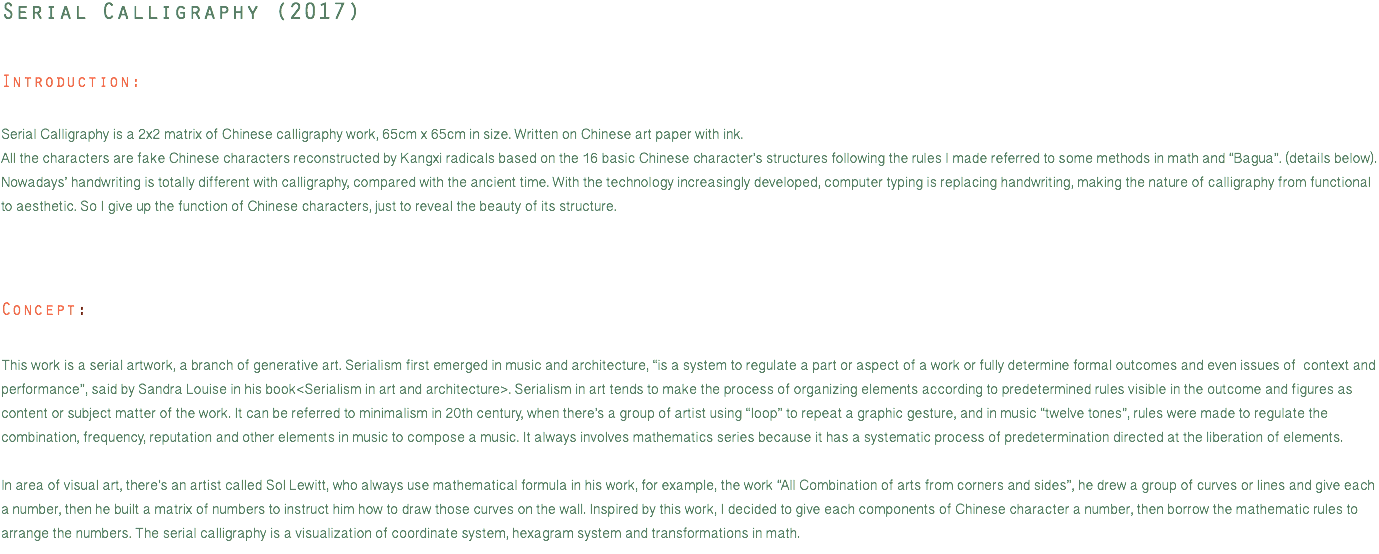 Serial Calligraphy (2017)
Introduction:
Serial Calligraphy is a 2x2 matrix of Chinese calligraphy work, 65cm x 65cm in size. Written on Chinese art paper with ink.
All the characters are fake Chinese characters reconstructed by Kangxi radicals based on the 16 basic Chinese character's structures following the rules I made referred to some methods in math and “Bagua”. (details below).
Nowadays' handwriting is totally different with calligraphy, compared with the ancient time. With the technology increasingly developed, computer typing is replacing handwriting, making the nature of calligraphy from functional
to aesthetic. So I give up the function of Chinese characters, just to reveal the beauty of its structure.
Concept:
This work is a serial artwork, a branch of generative art. Serialism first emerged in music and architecture, “is a system to regulate a part or aspect of a work or fully determine formal outcomes and even issues of  context and
performance”, said by Sandra Louise in his book<Serialism in art and architecture>. Serialism in art tends to make the process of organizing elements according to predetermined rules visible in the outcome and figures as
content or subject matter of the work. It can be referred to minimalism in 20th century, when there's a group of artist using “loop” to repeat a graphic gesture, and in music “twelve tones”, rules were made to regulate the
combination, frequency, reputation and other elements in music to compose a music. It always involves mathematics series because it has a systematic process of predetermination directed at the liberation of elements.
In area of visual art, there's an artist called Sol Lewitt, who always use mathematical formula in his work, for example, the work “All Combination of arts from corners and sides”, he drew a group of curves or lines and give each
a number, then he built a matrix of numbers to instruct him how to draw those curves on the wall. Inspired by this work, I decided to give each components of Chinese character a number, then borrow the mathematic rules to
arrange the numbers. The serial calligraphy is a visualization of coordinate system, hexagram system and transformations in math.